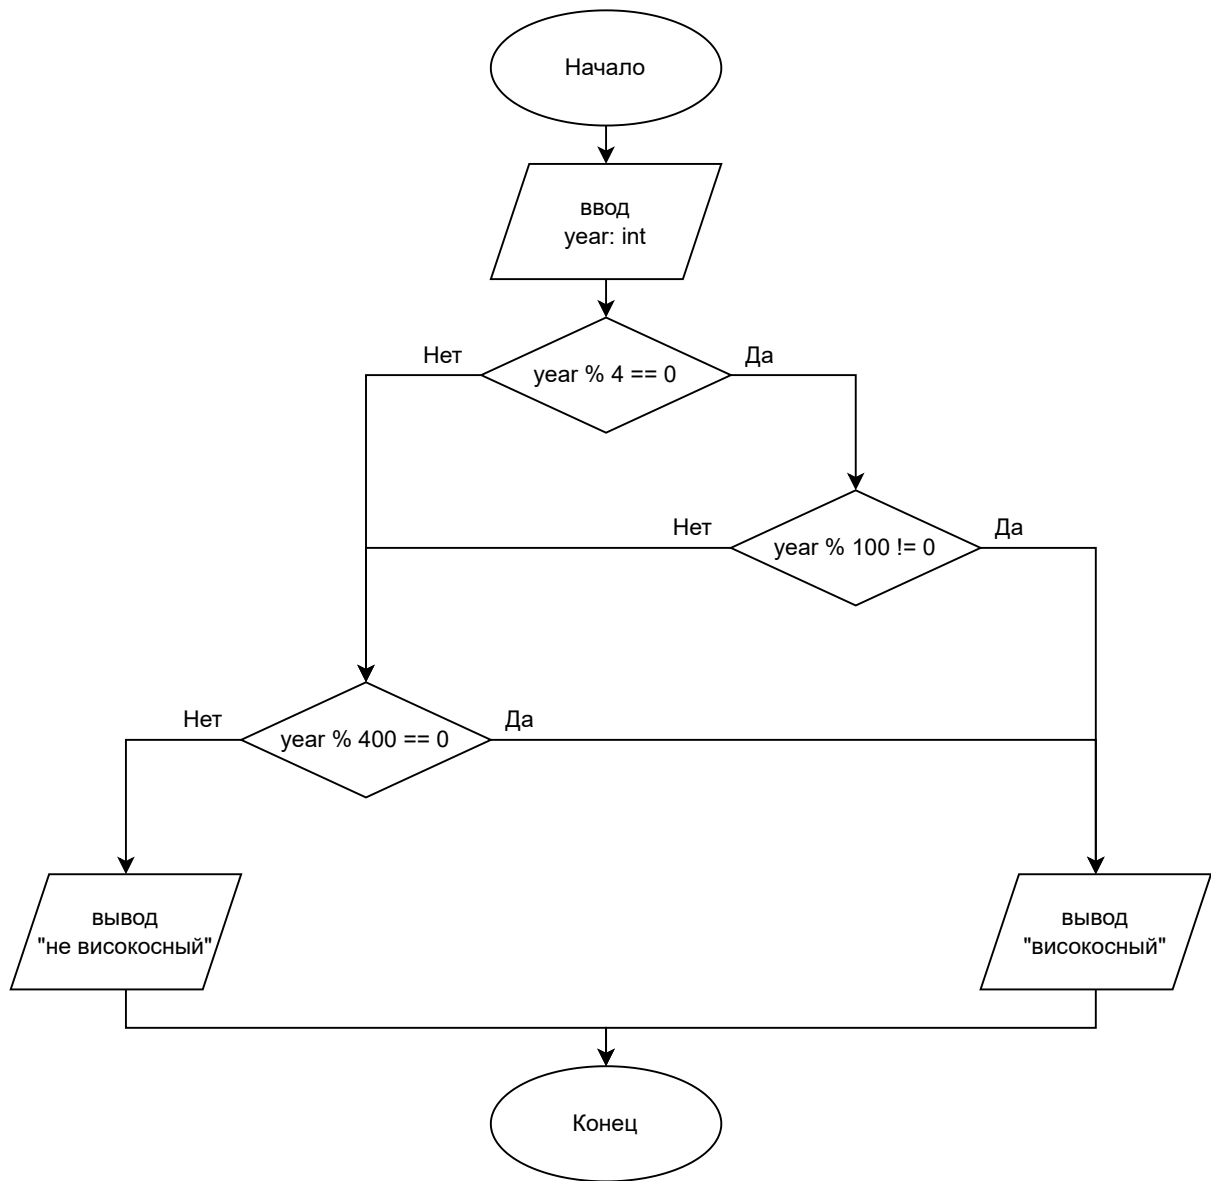 Начало
ввод
year: int
Нет
Да
year % 4 == 0
Нет
Да
year % 100 != 0
Нет
Да
year % 400 == 0
вывод
"не високосный"
вывод
"високосный"
Конец